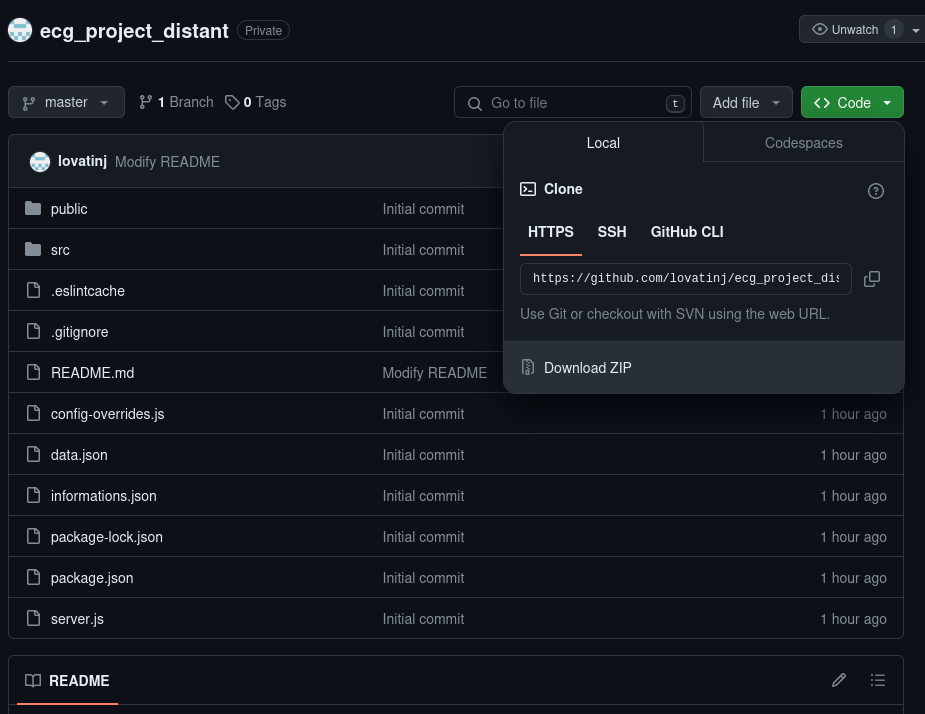 ecg_project_distant Private Unwatch 1
master 1 Branch 0 Tags Go to file t Add file Code
Local Codespaces
lovatinj Modify README
Clone
public Initial commit
HTTPS SSH GitHub CLI
src Initial commit
https://github.com/lovatinj/ecg_project_dis
.eslintcache Initial commit
Use Git or checkout with SVN using the web URL.
.gitignore Initial commit
README.md Modify README
Download ZIP
config-overrides.js Initial commit 1 hour ago
data.json Initial commit 1 hour ago
informations.json Initial commit 1 hour ago
package-lock.json Initial commit 1 hour ago
package.json Initial commit 1 hour ago
server.js Initial commit 1 hour ago
README